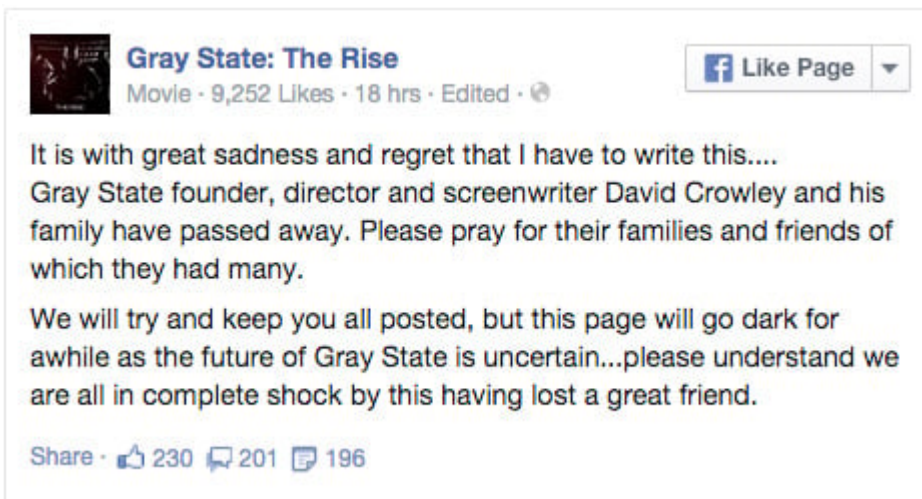 Gray State: The Rise
Movie · 9,252 Likes · 18 hrs · Edited ·
Like Page
It is with great sadness and regret that I have to write this....
Gray State founder, director and screenwriter David Crowley and his
family have passed away. Please pray for their families and friends of
which they had many.
We will try and keep you all posted, but this page will go dark for
awhile as the future of Gray State is uncertain...please understand we
are all in complete shock by this having lost a great friend.
Share · 230 201 196